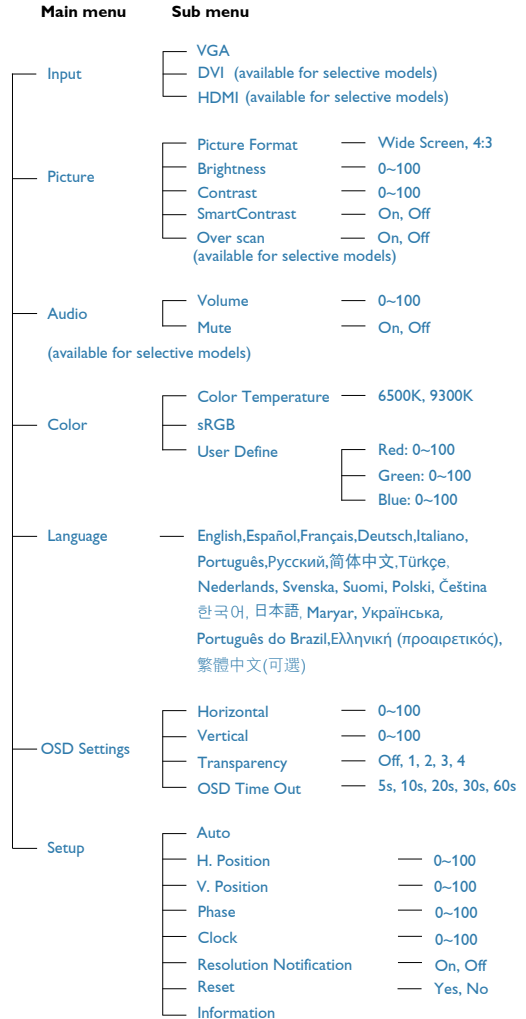 Main menu Sub menu
VGA
Input DVI (available for selective models)
HDMI (available for selective models)
Picture Format Wide Screen, 4:3
Picture Brightness 0~100
Contrast 0~100
SmartContrast On, Off
Over scan On, Off
(available for selective models)
Audio Volume 0~100
Mute On, Off
(available for selective models)
Color Temperature 6500K, 9300K
Color sRGB
User Define Red: 0~100
Green: 0~100
Blue: 0~100
Language English,Español,Français,Deutsch,Italiano,
Português,Русский,简体中文,Türkçe,
Nederlands, Svenska, Suomi, Polski, Čeština
한국어, 日本語, Maryar, Українська,
Português do Brazil,Ελληνική (προαιρετικός),
繁體中文(可選)
Horizontal 0~100
Vertical 0~100
OSD Settings Transparency Off, 1, 2, 3, 4
OSD Time Out 5s, 10s, 20s, 30s, 60s
Auto
Setup H. Position 0~100
V. Position 0~100
Phase 0~100
Clock 0~100
Resolution Notification On, Off
Reset Yes, No
Information